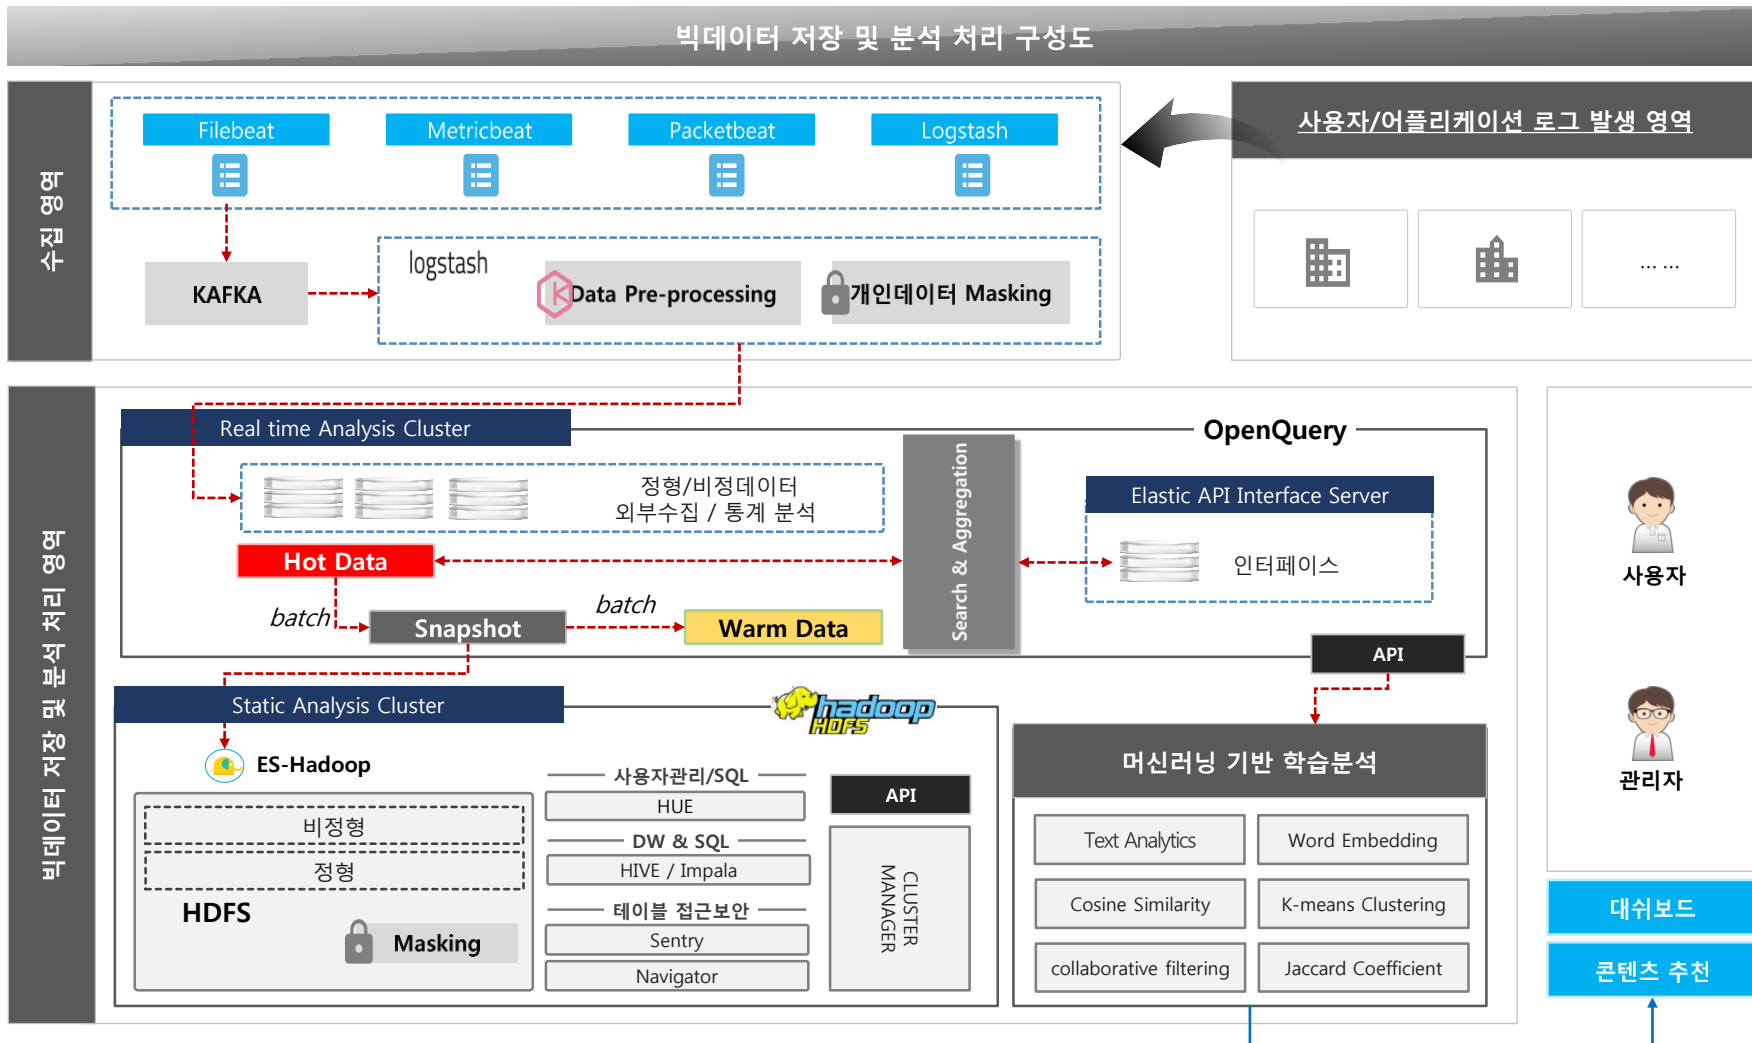 빅데이터 저장 및 분석 처리 구성도
수집 영역
Filebeat
Metricbeat
Packetbeat
Logstash
사용자/어플리케이션 로그 발생 영역
... ...
KAFKA
logstash
Data Pre-processing
개인데이터 Masking
빅데이터 저장 및 분석 처리 영역
Real time Analysis Cluster
OpenQuery
정형/비정데이터
외부수집 / 통계 분석
Search & Aggregation
Elastic API Interface Server
인터페이스
Hot Data
batch
Snapshot
batch
Warm Data
API
사용자
관리자
Static Analysis Cluster
hadoop
HDFS
ES-Hadoop
비정형
정형
HDFS
Masking
사용자관리/SQL
HUE
DW & SQL
HIVE / Impala
테이블 접근보안
Sentry
Navigator
API
CLUSTER
MANAGER
머신러닝 기반 학습분석
Text Analytics
Word Embedding
Cosine Similarity
K-means Clustering
collaborative filtering
Jaccard Coefficient
대쉬보드
콘텐츠 추천